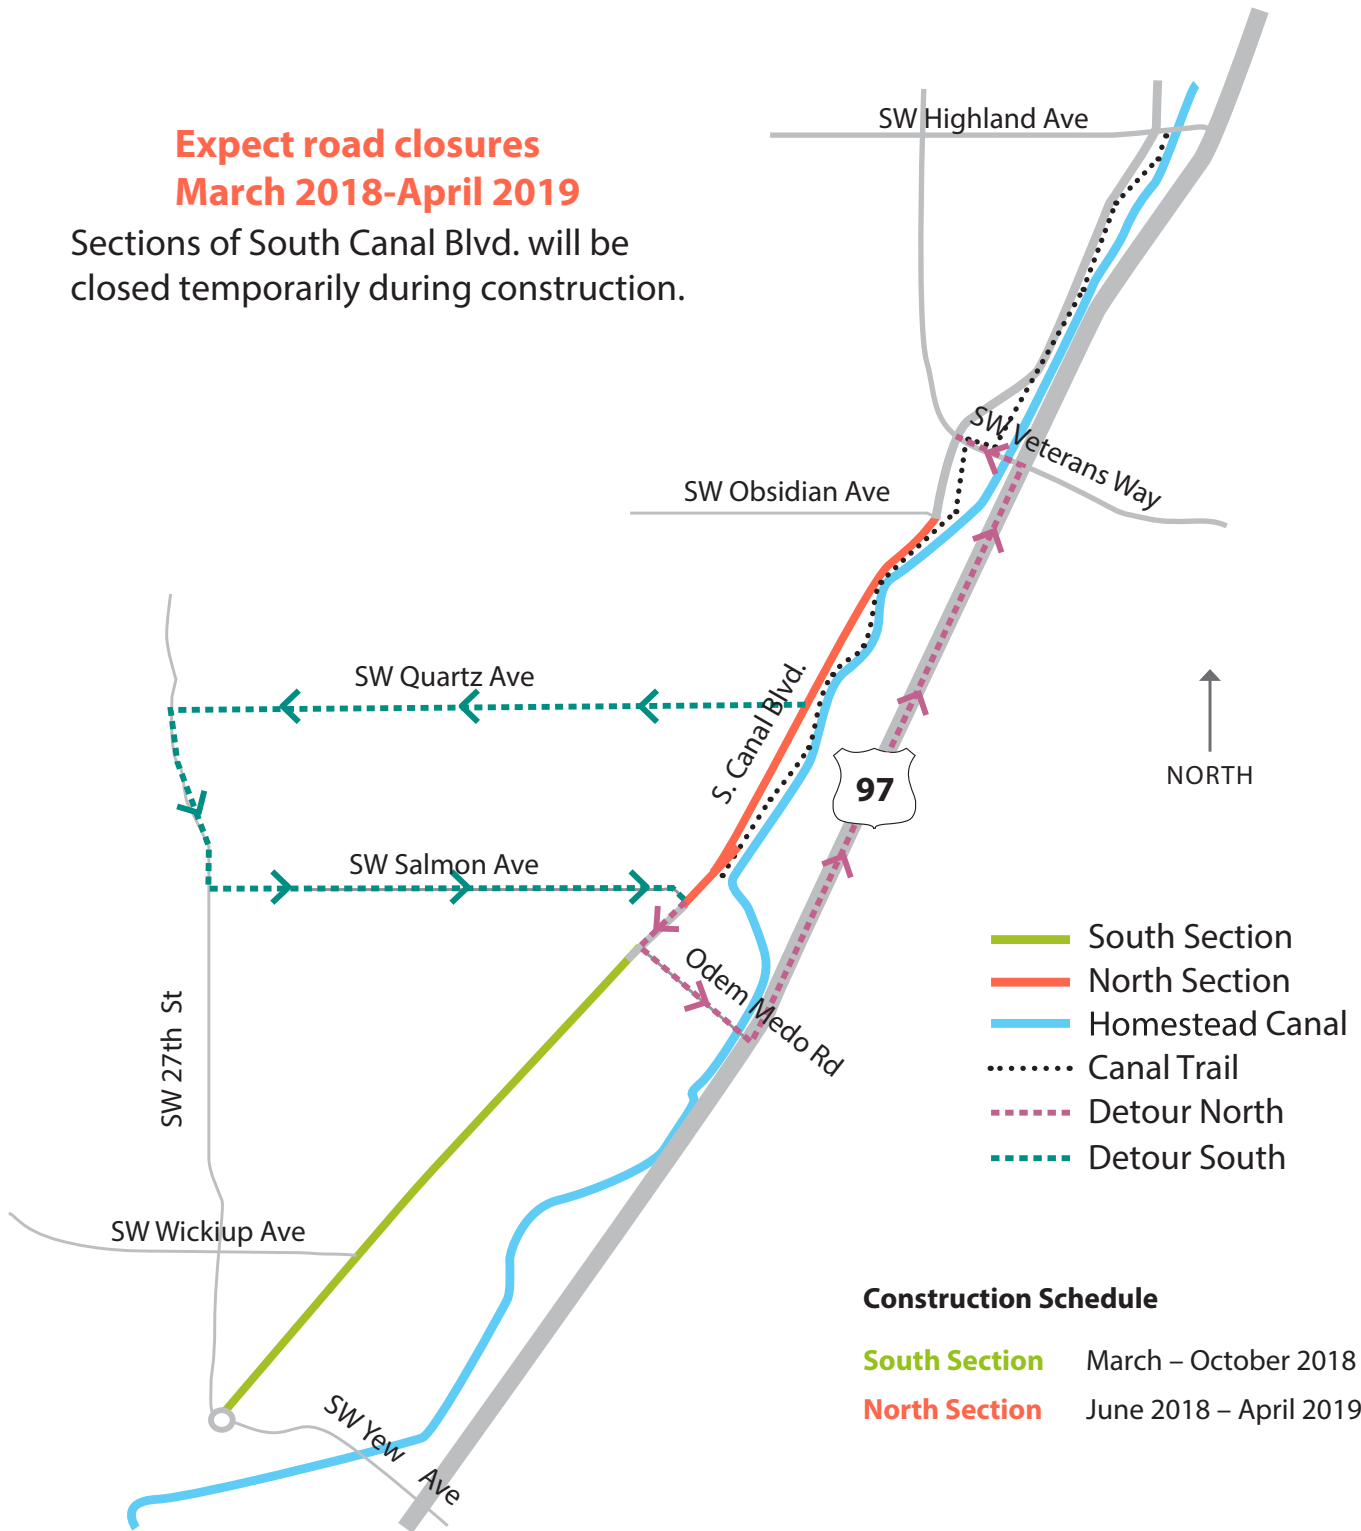 Expect road closures
March 2018-April 2019
Sections of South Canal Blvd. will be
closed temporarily during construction.
SW Highland Ave
SW Veterans Way
SW Obsidian Ave
SW Quartz Ave
S. Canal Blvd.
97
NORTH
SW Salmon Ave
Odem Medo Rd
SW 27th St
SW Wickiup Ave
SW Yew Ave
South Section
North Section
Homestead Canal
Canal Trail
Detour North
Detour South
Construction Schedule
South Section March – October 2018
North Section June 2018 – April 2019